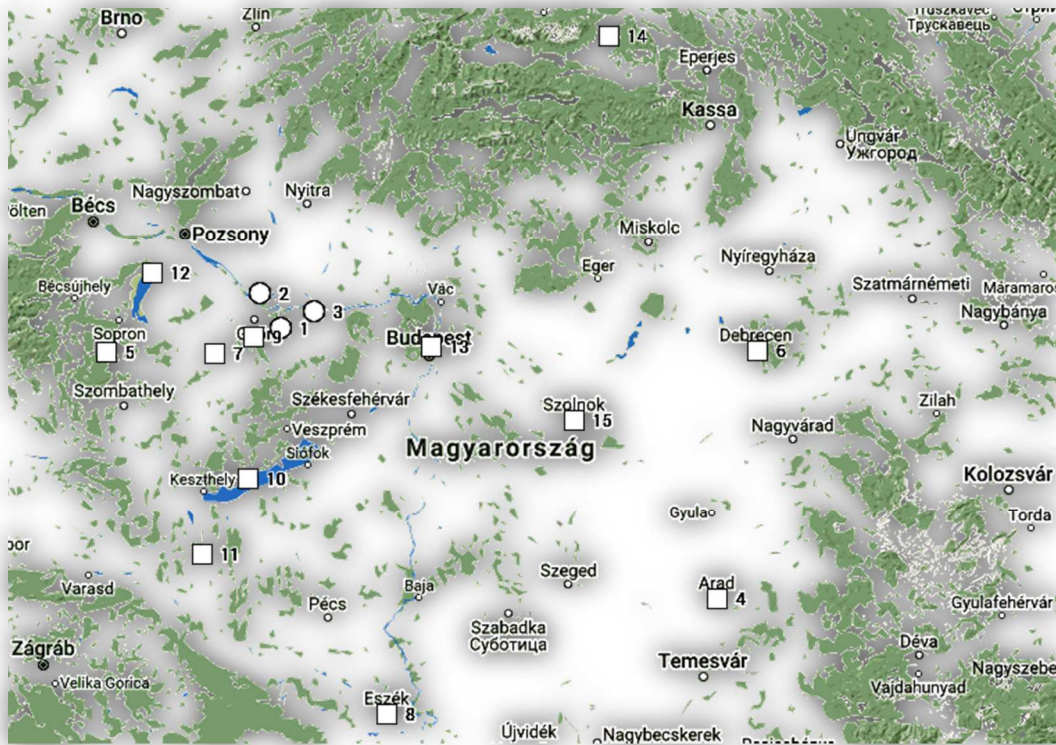 Brno
Zlín
14
Трускавець
Eperjes
Kassa
Ungvár
Ужгород
Nagyszombat
Nyitra
Bécs
Pozsony
Miskolc
Eger
Nyíregyháza
Szatmárnémeti
Nagybánya
12
Bécsújhely
2
3
1
Vác
Sopron
5
7
Budapest
13
Debrecen
6
Szombathely
Székesfehérvár
Veszprém
Siófok
Szolnok
15
Zilah
Nagyvárad
Magyarország
Keszthely
10
Kolozsvár
Gyula
Torda
11
Varasd
Pécs
Baja
Szeged
Arad
4
Gyulafehérvár
Szabadka
Суботица
Zágráb
Velika Gorica
Temesvár
Déva
Vajdahunyad
Eszék
8
Újvidék
Nagybecskerek